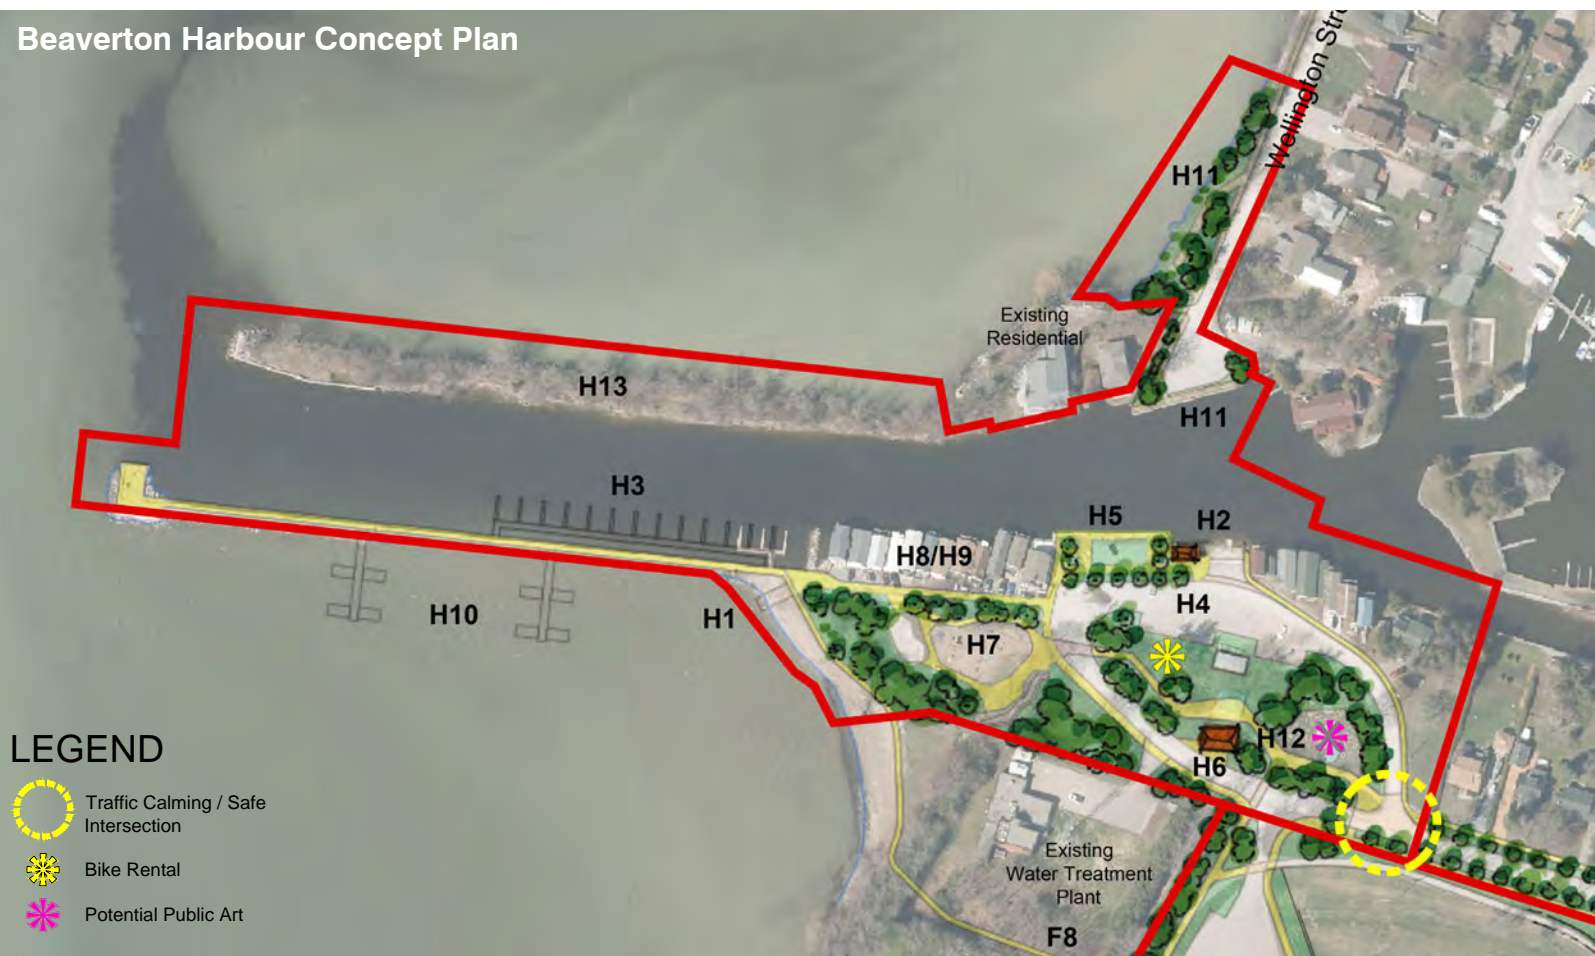 Beaverton Harbour Concept Plan
Wellington Stre
H11
Existing
Residential
H13
H11
H3
H5
H2
H8/H9
H4
H10
H1
H7
H12
H6
LEGEND
Traffic Calming / Safe
Intersection
Bike Rental
Potential Public Art
Existing
Water Treatment
Plant
F8